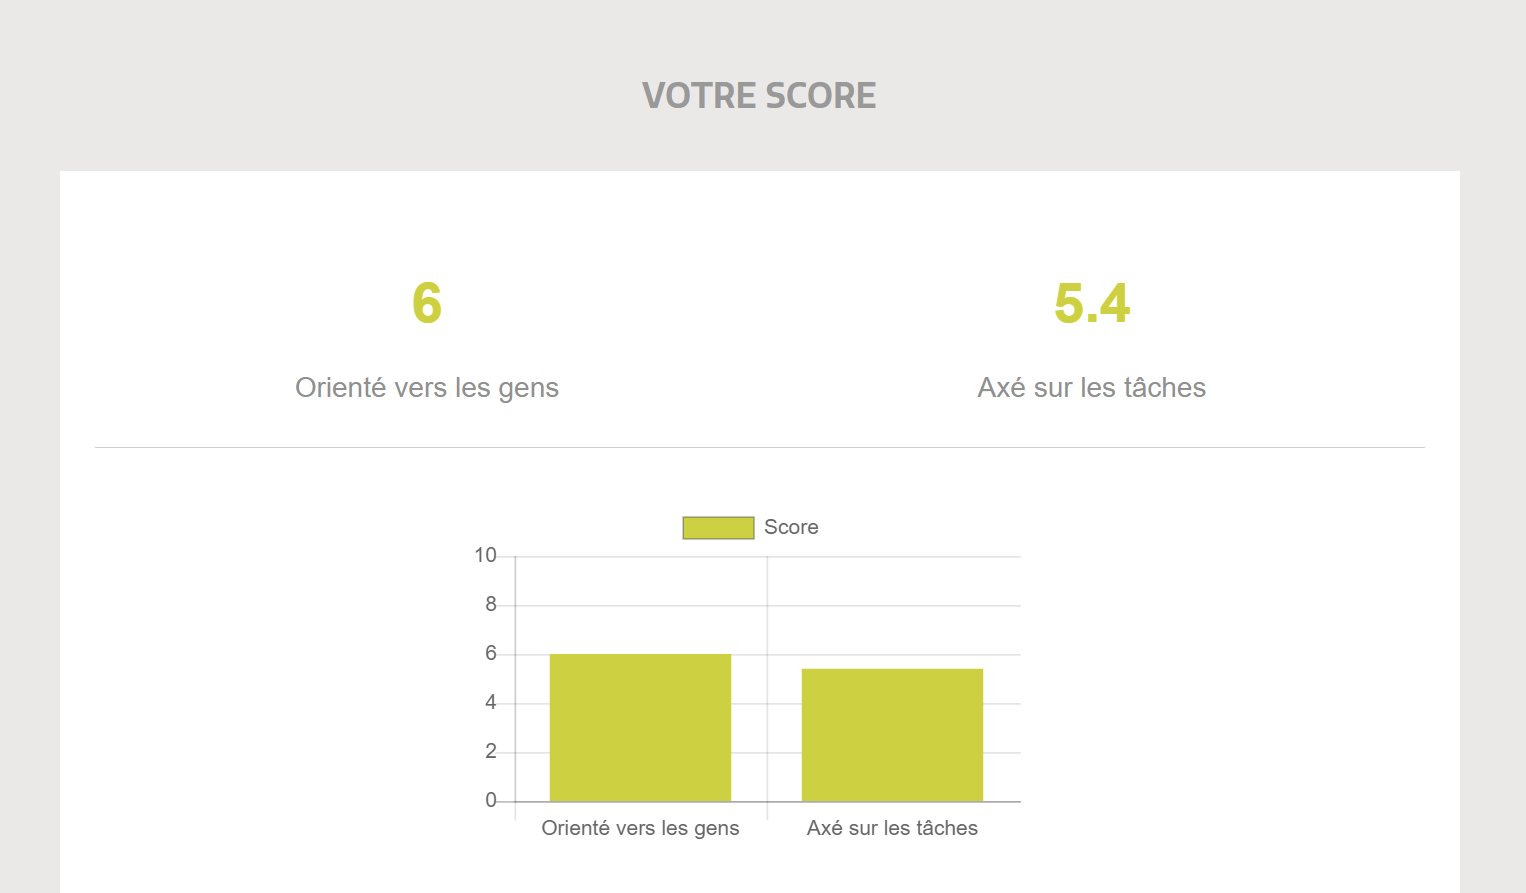 VOTRE SCORE
6
5.4
Orienté vers les gens
Axé sur les tâches
Score
10
8
6
4
2
0
Orienté vers les gens
Axé sur les tâches